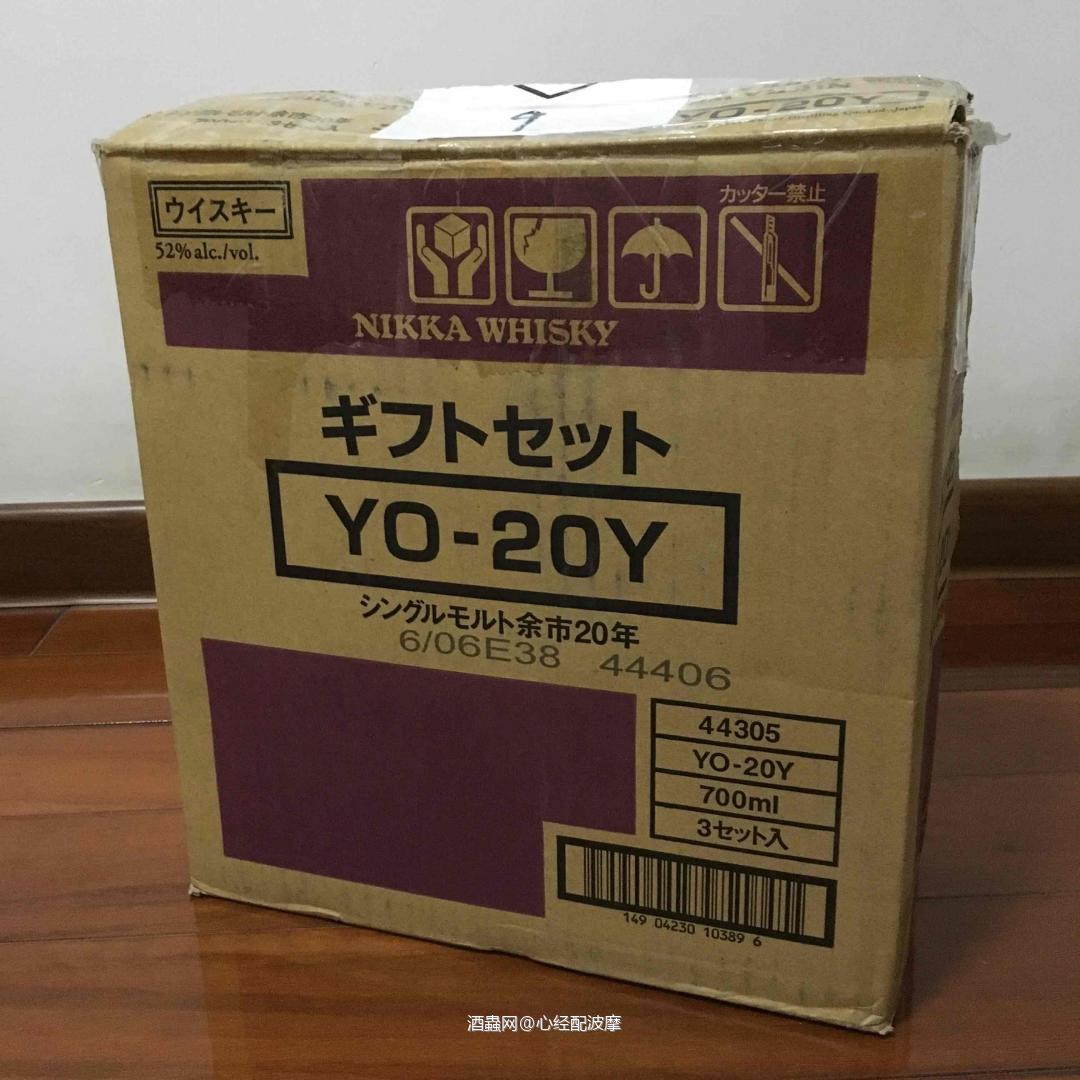 9
YO-20Y
ウイスキー
52% alc./vol.
カッター禁止
NIKKA WHISKY
ギフトセット
YO-20Y
シングルモルト余市20年
6/06E38 44406
44305
YO-20Y
700ml
3セット入
149 04230 10389 6
酒蟲网@心经配波摩